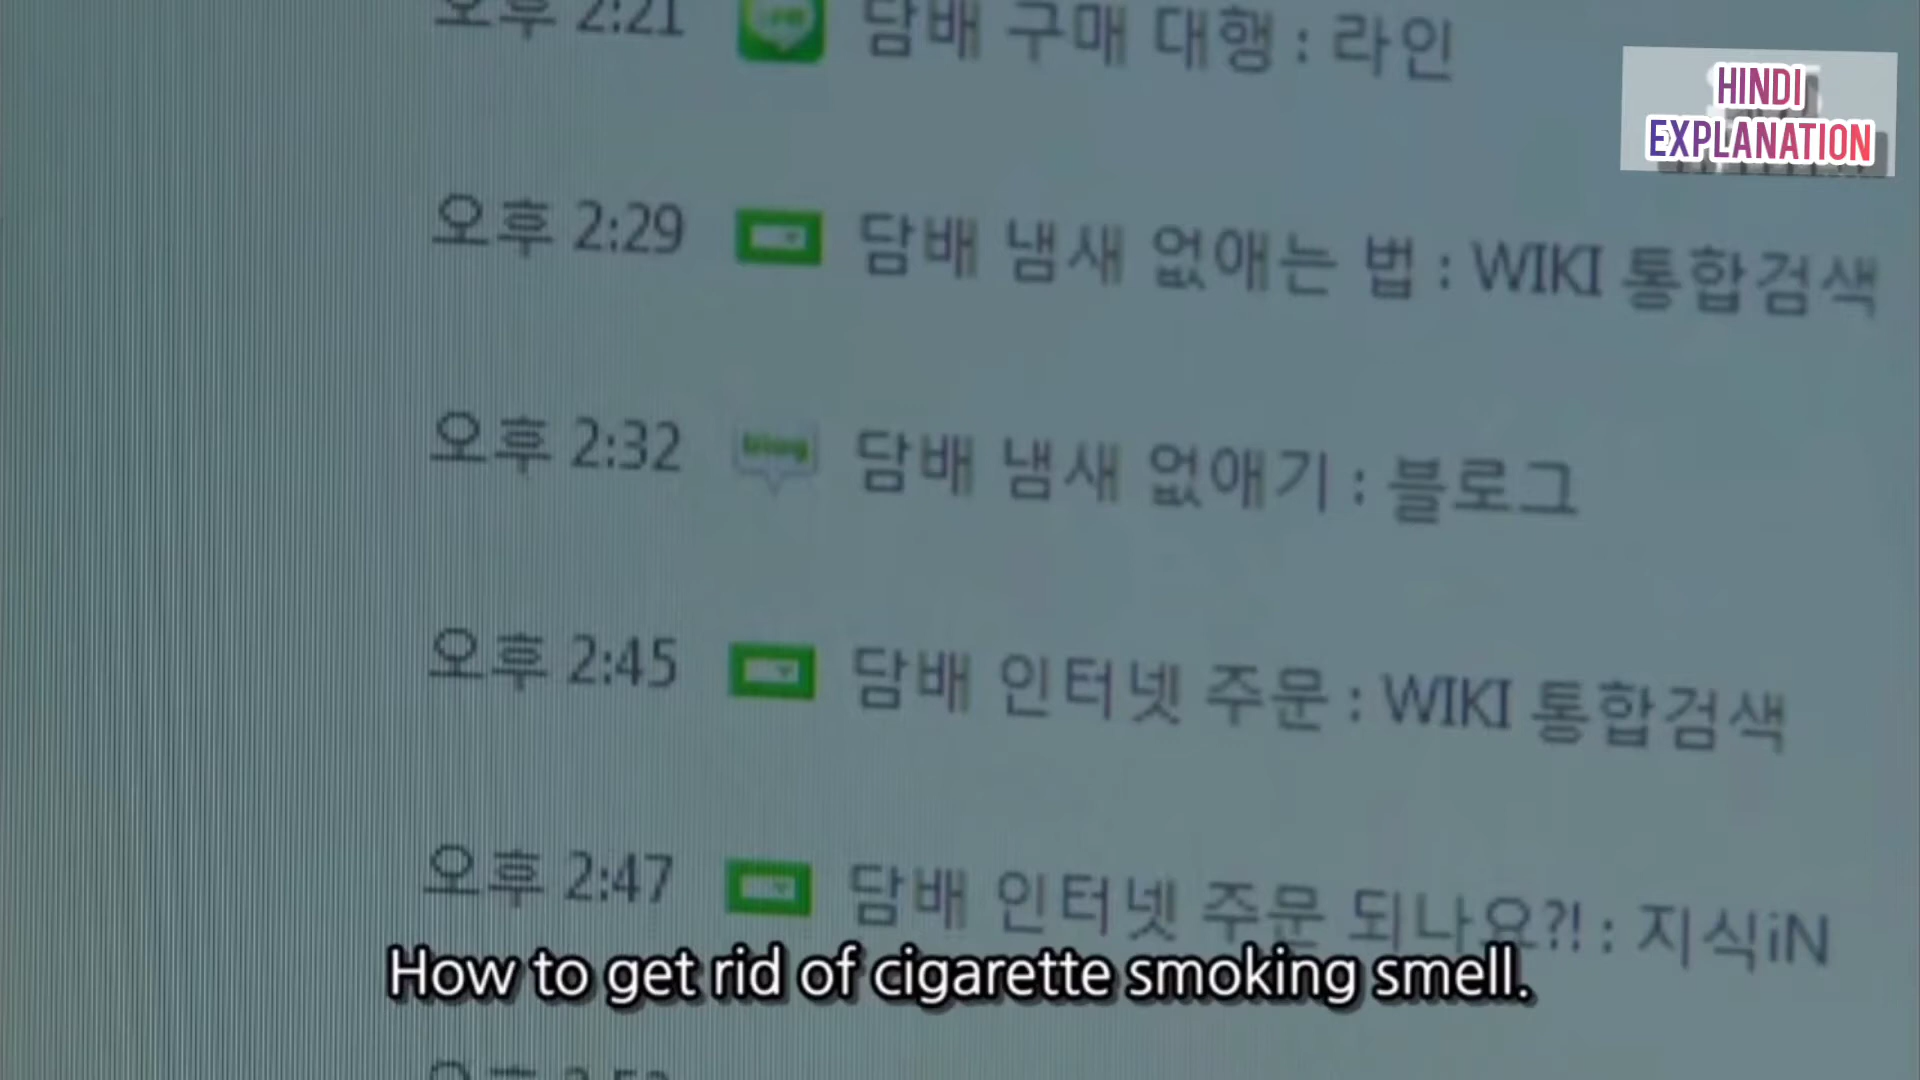 오후 2:21 담배 구매 대행 : 라인
HINDI
EXPLANATION
오후 2:29 담배 냄새 없애는 법 : WIKI 통합검색
오후 2:32 blog 담배 냄새 없애기 : 블로그
오후 2:45 담배 인터넷 주문 : WIKI 통합검색
오후 2:47 담배 인터넷 주문 되나요?! : 지식iN
How to get rid of cigarette smoking smell.